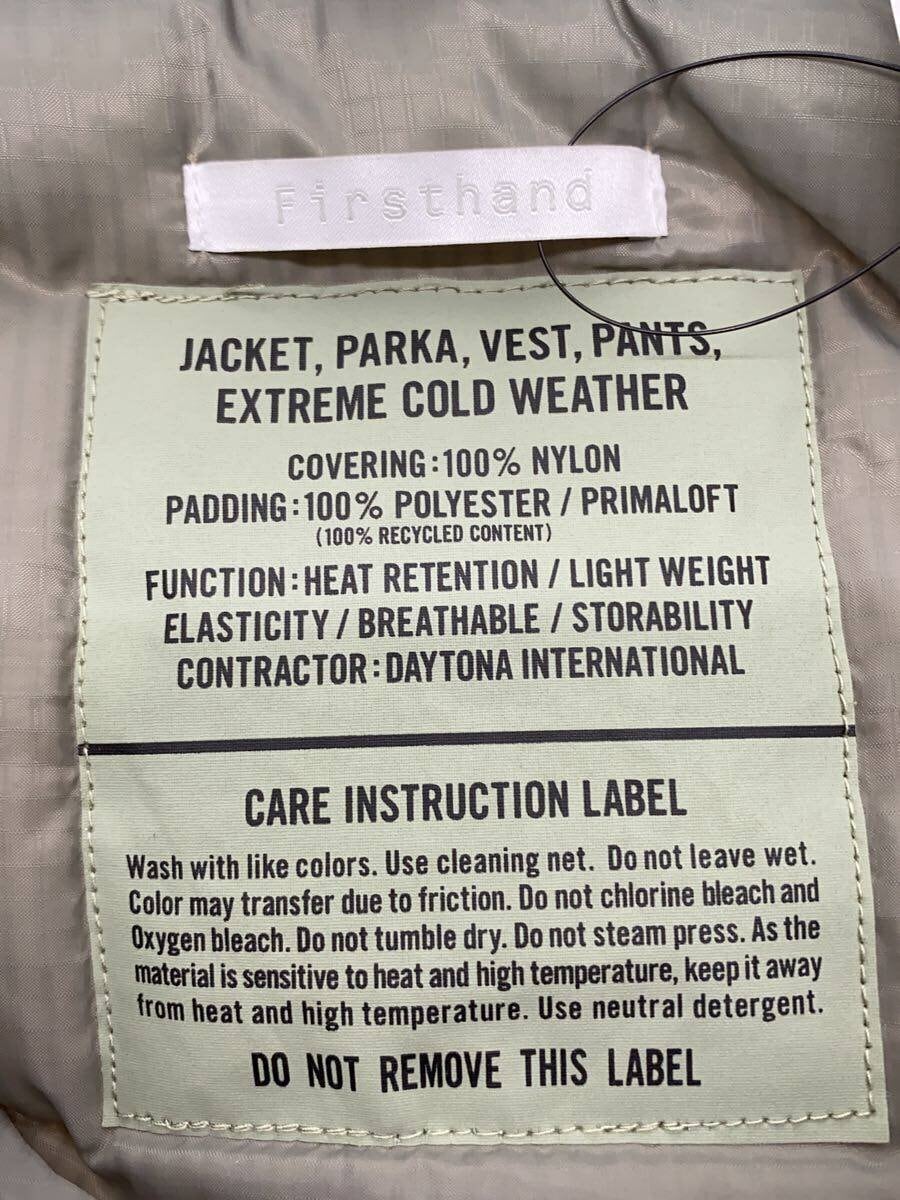 Firsthand
JACKET, PARKA, VEST, PANTS,
EXTREME COLD WEATHER
COVERING:100% NYLON
PADDING:100% POLYESTER / PRIMALOFT
(100% RECYCLED CONTENT)
FUNCTION:HEAT RETENTION / LIGHT WEIGHT
ELASTICITY / BREATHABLE / STORABILITY
CONTRACTOR:DAYTONA INTERNATIONAL
CARE INSTRUCTION LABEL
Wash with like colors. Use cleaning net. Do not leave wet.
Color may transfer due to friction. Do not chlorine bleach and
Oxygen bleach. Do not tumble dry. Do not steam press. As the
material is sensitive to heat and high temperature, keep it away
from heat and high temperature. Use neutral detergent.
DO NOT REMOVE THIS LABEL